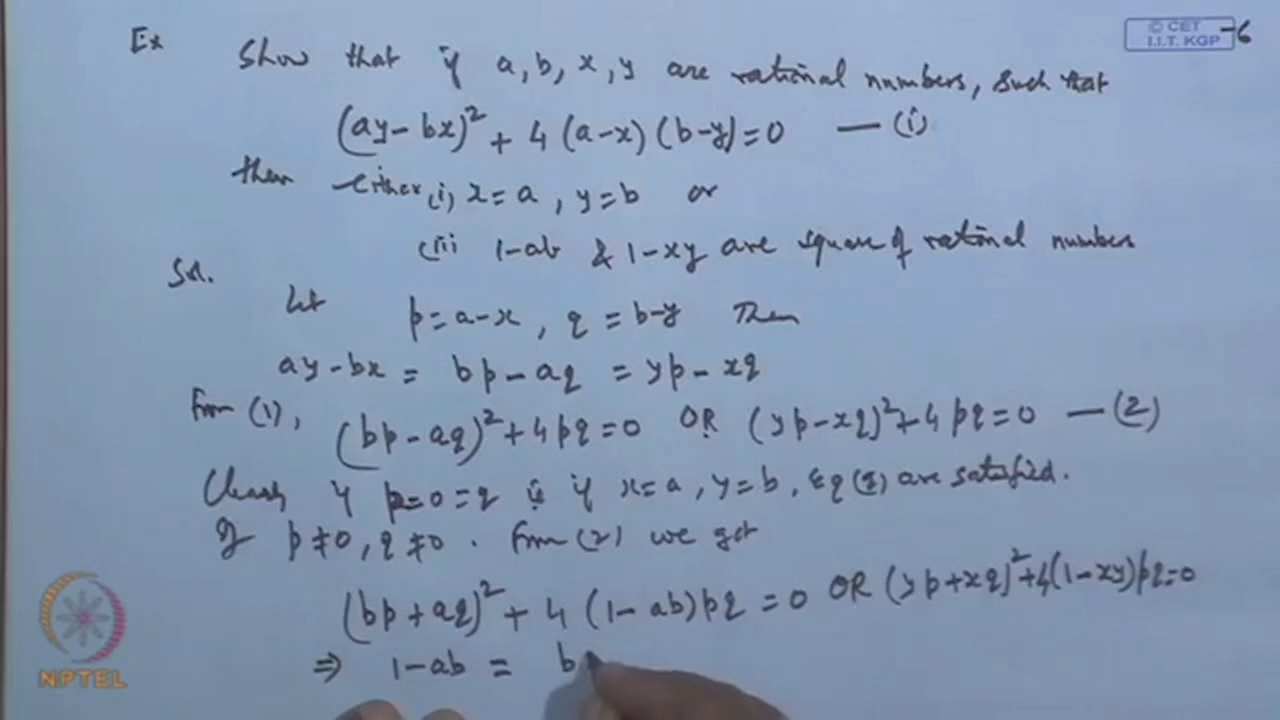 © CET
I.I.T. KGP
-6
Ex Show that if a, b, x, y are rational numbers, such that
(ay - bx)² + 4 (a-x) (b-y) = 0 — (i)
then either (i) x = a, y = b or
(ii 1-ab & 1-xy are square of rational numbers
Sol.
Let p = a-x, q = b-y Then
ay - bx = bp - aq = yp - xq
From (1), (bp - aq)² + 4pq = 0 OR (yp - xq)² + 4pq = 0 — (2)
Clearly if p=0=q ie if x=a, y=b, Eq (2) are satisfied.
If p ≠ 0, q ≠ 0. From (2) we get
(bp + aq)² + 4 (1-ab) pq = 0 OR (yp + xq)² + 4(1-xy) pq = 0
⇒ 1-ab = b
NPTEL